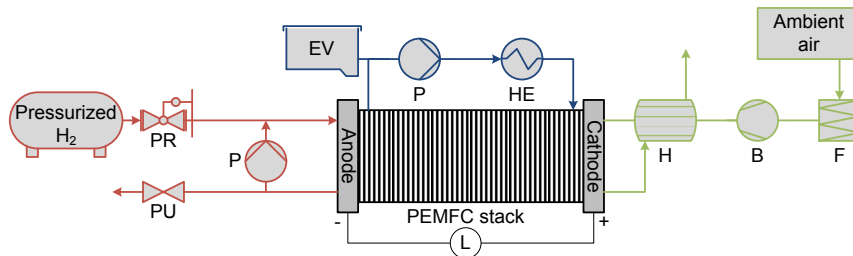 Ambient
air
EV
P
HE
Pressurized
H₂
PR
P
PU
Anode
Cathode
H
B
F
PEMFC stack
-
+
L